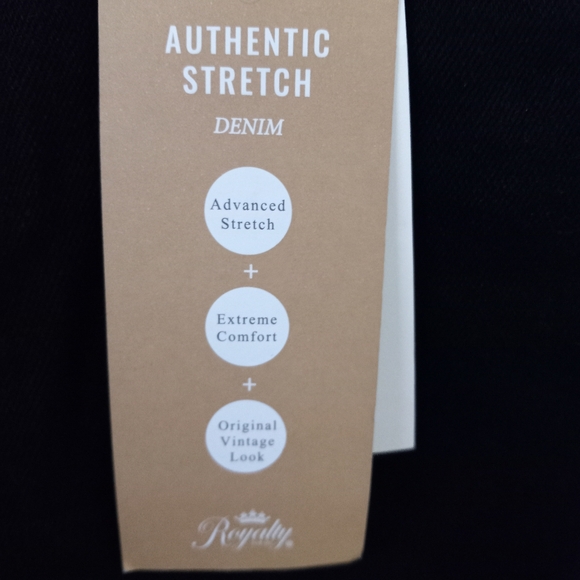 AUTHENTIC
STRETCH
DENIM
Advanced
Stretch
+
Extreme
Comfort
+
Original
Vintage
Look
Royalty